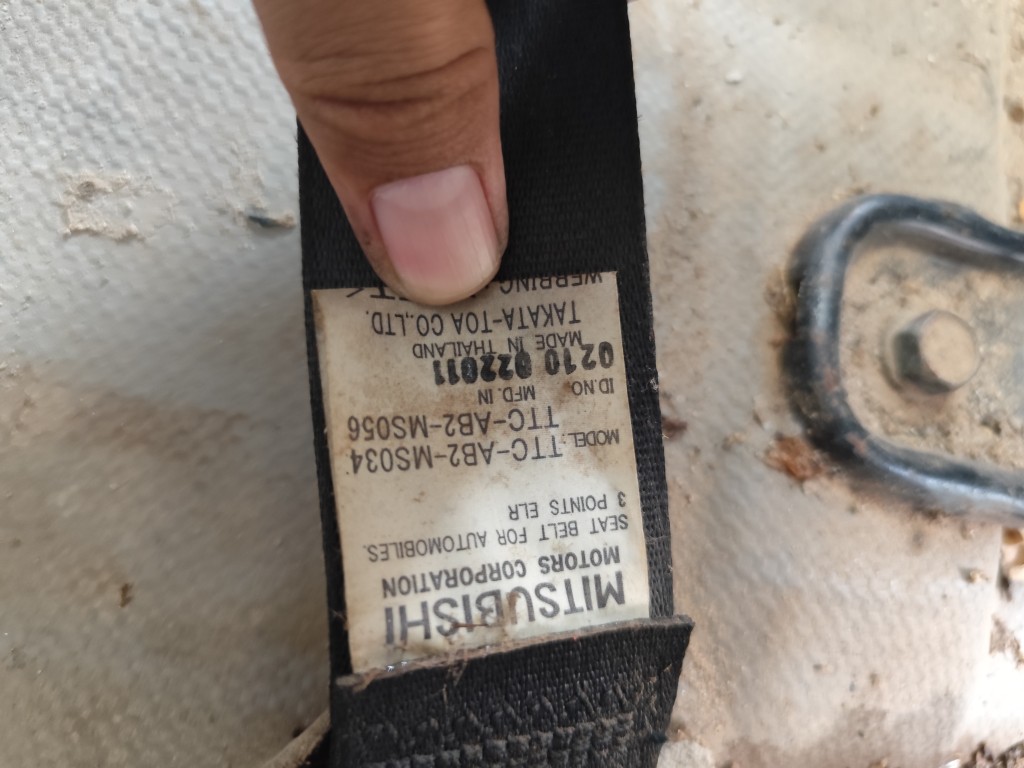 MITSUBISHI
MOTORS CORPORATION
SEAT BELT FOR AUTOMOBILES.
3 POINTS ELR
MODEL. TTC-AB2-MS034
TTC-AB2-MS056
ID.NO MFD.IN
0210 022011
MADE IN THAILAND
TAKATA-TOA CO.,LTD.
WEBBING